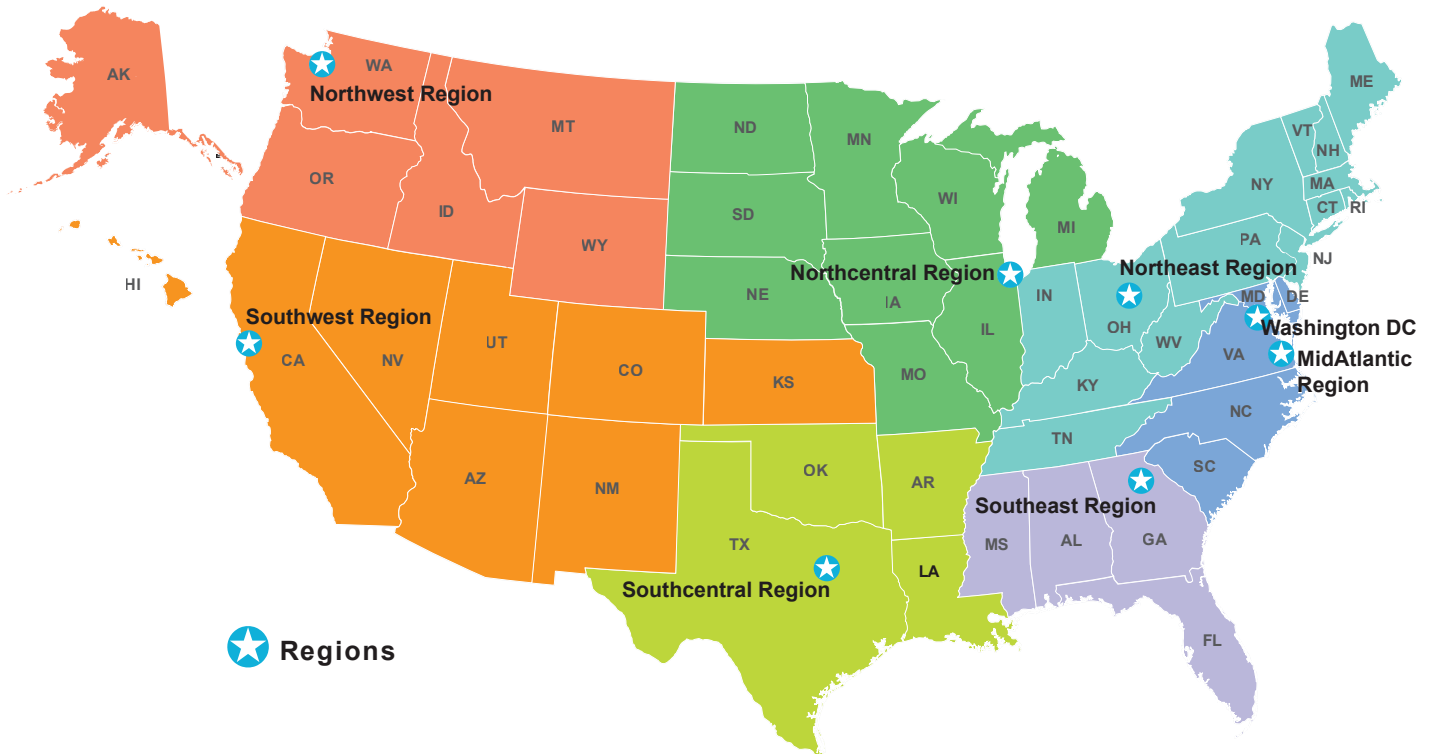 AK
WA
Northwest Region
MT
OR
ID
WY
ND
MN
SD
WI
MI
NE
Northcentral Region
IA
IL
MO
ME
VT
NH
NY
MA
CT
RI
PA
NJ
Northeast Region
IN
OH
WV
KY
TN
MD
DE
Washington DC
VA
MidAtlantic
Region
NC
SC
HI
Southwest Region
CA
NV
UT
CO
KS
AZ
NM
OK
AR
TX
LA
Southcentral Region
Southeast Region
MS
AL
GA
FL
Regions